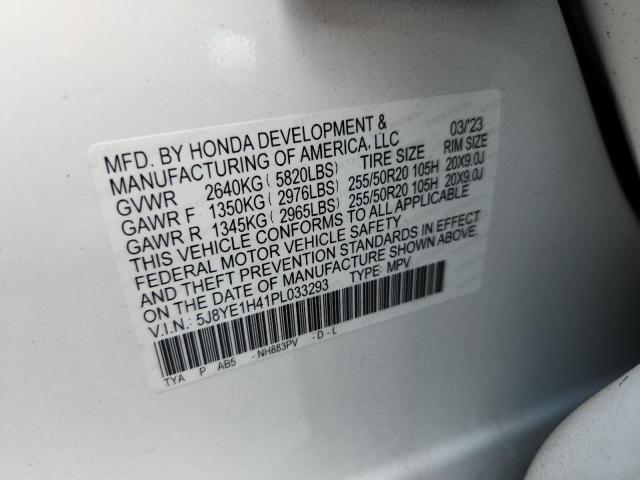 MFD. BY HONDA DEVELOPMENT &
MANUFACTURING OF AMERICA, LLC 03/'23
GVWR 2640KG ( 5820LBS) TIRE SIZE RIM SIZE
GAWR F 1350KG ( 2976LBS) 255/50R20 105H 20X9.0J
GAWR R 1345KG ( 2965LBS) 255/50R20 105H 20X9.0J
THIS VEHICLE CONFORMS TO ALL APPLICABLE
FEDERAL MOTOR VEHICLE SAFETY
AND THEFT PREVENTION STANDARDS IN EFFECT
ON THE DATE OF MANUFACTURE SHOWN ABOVE.
V.I.N.: 5J8YE1H41PL033293 TYPE: MPV
TYA P AB5 - NH883PV - D - L